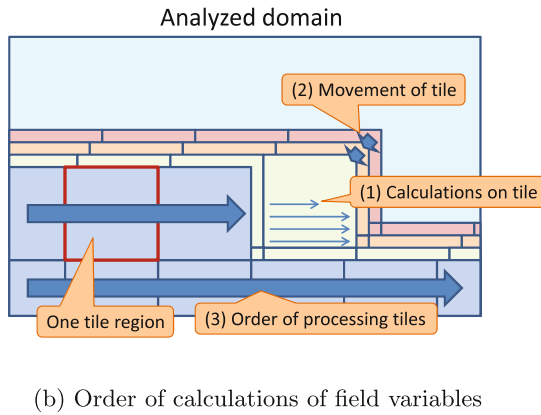 Analyzed domain
(2) Movement of tile
(1) Calculations on tile
One tile region
(3) Order of processing tiles
(b) Order of calculations of field variables